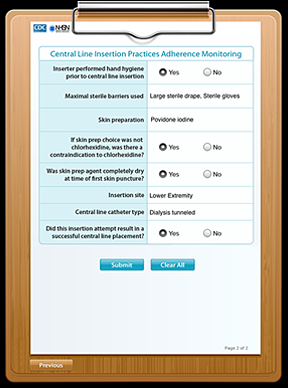 CDC NHSN
Central Line Insertion Practices Adherence Monitoring
Inserter performed hand hygiene
prior to central line insertion
Yes No
Maximal sterile barriers used Large sterile drape, Sterile gloves
Skin preparation Povidone iodine
If skin prep choice was not
chlorhexidine, was there a
contraindication to chlorhexidine?
Yes No
Was skin prep agent completely dry
at time of first skin puncture?
Yes No
Insertion site Lower Extremity
Central line catheter type Dialysis tunneled
Did this insertion attempt result in a
successful central line placement?
Yes No
Submit Clear All
Page 2 of 2
Previous